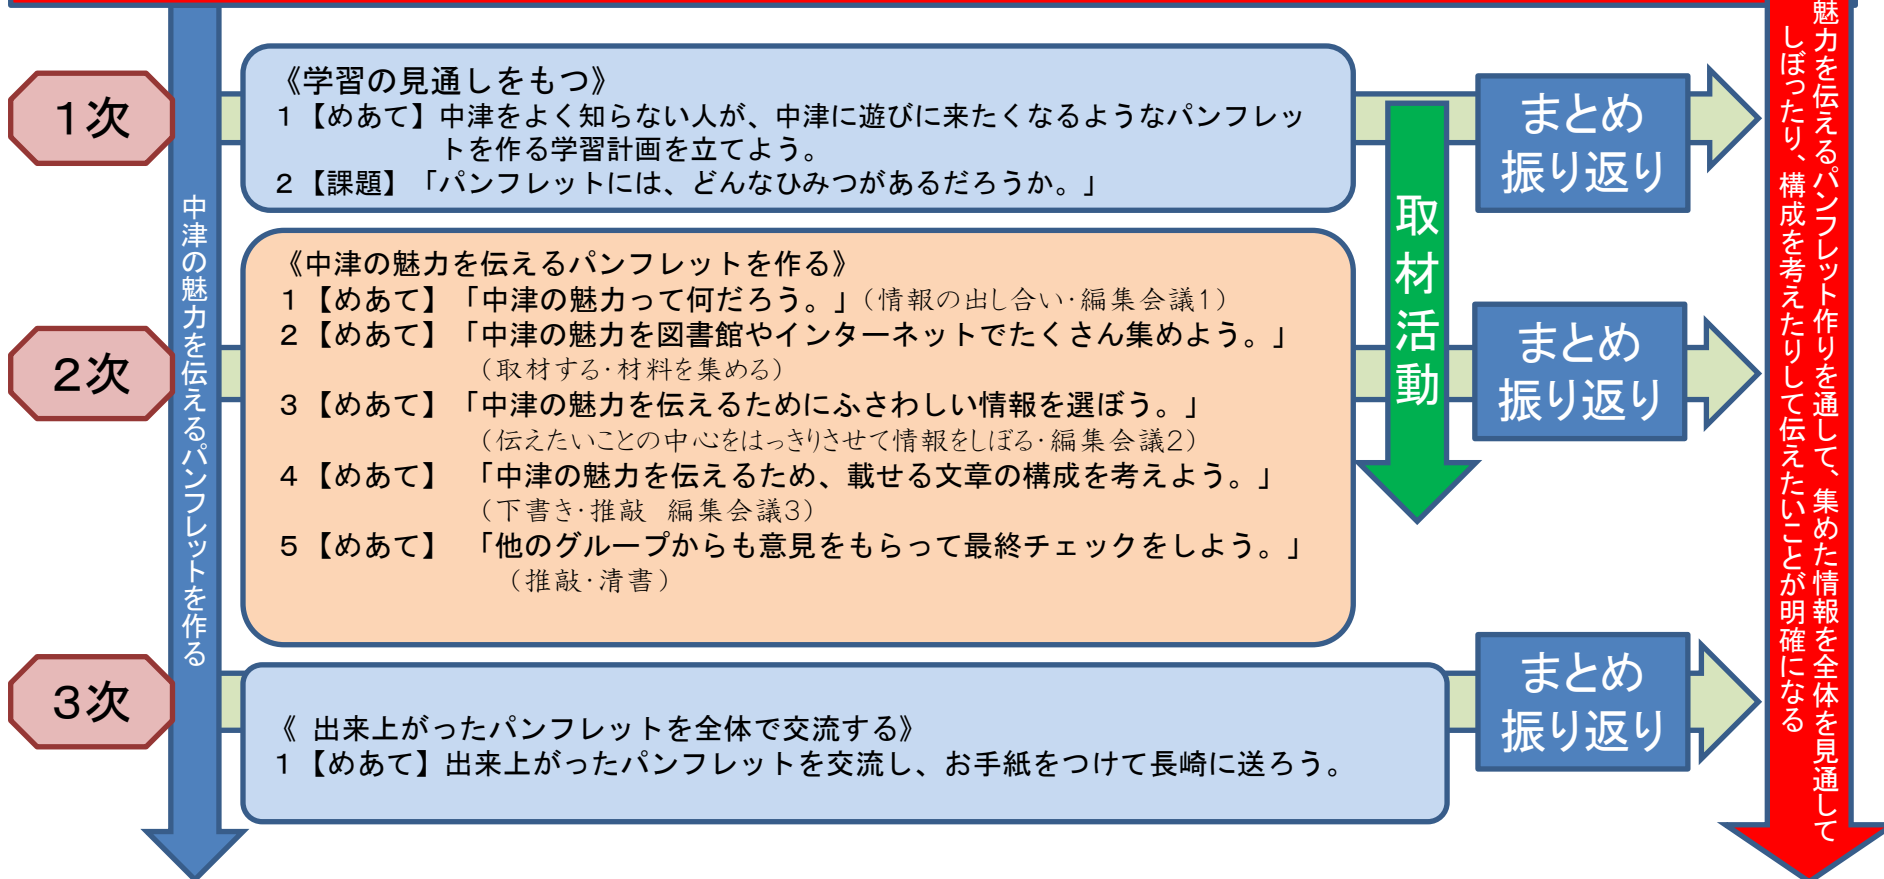 1次
《学習の見通しをもつ》
1【めあて】中津をよく知らない人が、中津に遊びに来たくなるようなパンフレッ
トを作る学習計画を立てよう。
2【課題】「パンフレットには、どんなひみつがあるだろうか。」
まとめ
振り返り
2次
《中津の魅力を伝えるパンフレットを作る》
1【めあて】「中津の魅力って何だろう。」(情報の出し合い・編集会議1)
2【めあて】「中津の魅力を図書館やインターネットでたくさん集めよう。」
(取材する・材料を集める)
3【めあて】「中津の魅力を伝えるためにふさわしい情報を選ぼう。」
(伝えたいことの中心をはっきりさせて情報をしぼる・編集会議2)
4【めあて】 「中津の魅力を伝えるため、載せる文章の構成を考えよう。」
(下書き・推敲 編集会議3)
5【めあて】 「他のグループからも意見をもらって最終チェックをしよう。」
(推敲・清書)
まとめ
振り返り
3次
《 出来上がったパンフレットを全体で交流する》
1【めあて】出来上がったパンフレットを交流し、お手紙をつけて長崎に送ろう。
まとめ
振り返り
中津の魅力を伝えるパンフレットを作る
取材活動
魅力を伝えるパンフレット作りを通して、集めた情報を全体を見通して
しぼったり、構成を考えたりして伝えたいことが明確になる